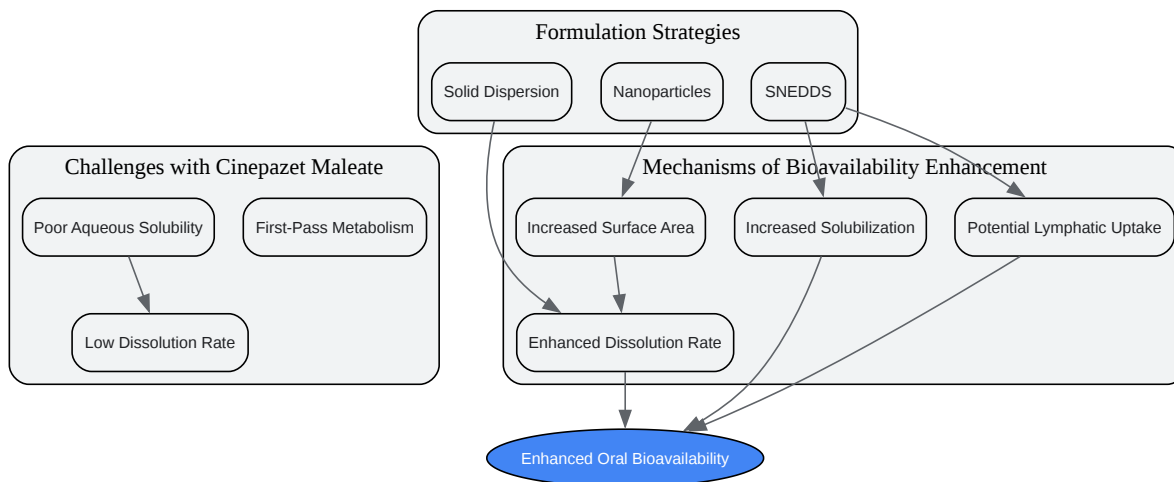 Formulation Strategies
Solid Dispersion
Nanoparticles
SNEDDS
Challenges with Cinepazet Maleate
Poor Aqueous Solubility
First-Pass Metabolism
Low Dissolution Rate
Mechanisms of Bioavailability Enhancement
Increased Surface Area
Increased Solubilization
Potential Lymphatic Uptake
Enhanced Dissolution Rate
Enhanced Oral Bioavailability